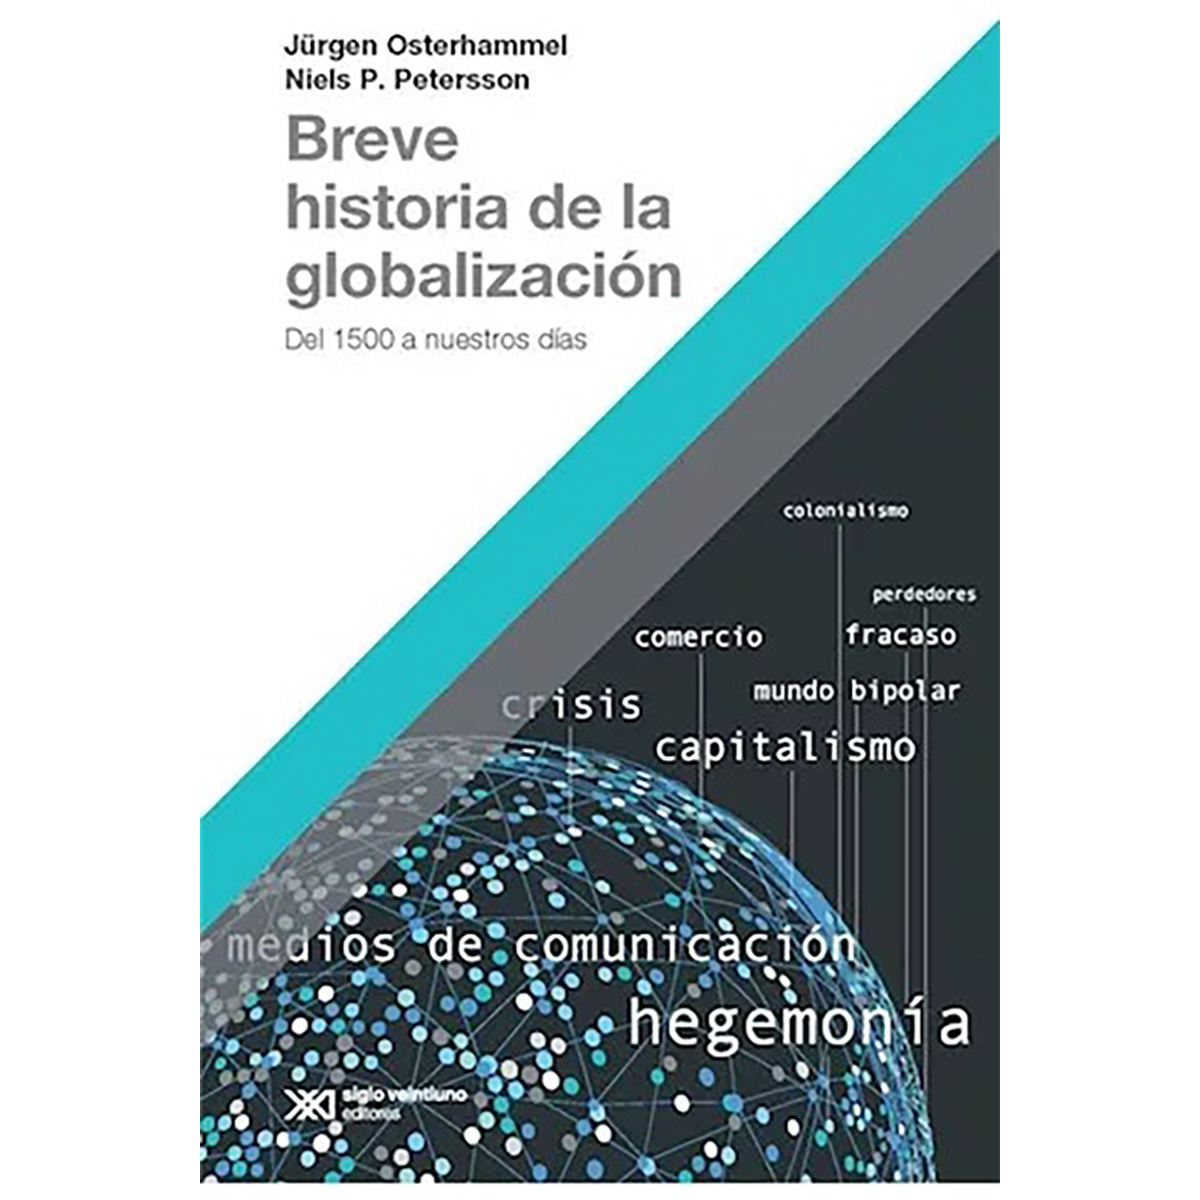 Jürgen Osterhammel
Niels P. Petersson
Breve
historia de la
globalización
Del 1500 a nuestros días
colonialismo
perdedores
comercio
fracaso
crisis
mundo bipolar
capitalismo
medios de comunicación
hegemonía
siglo veintiuno
editores